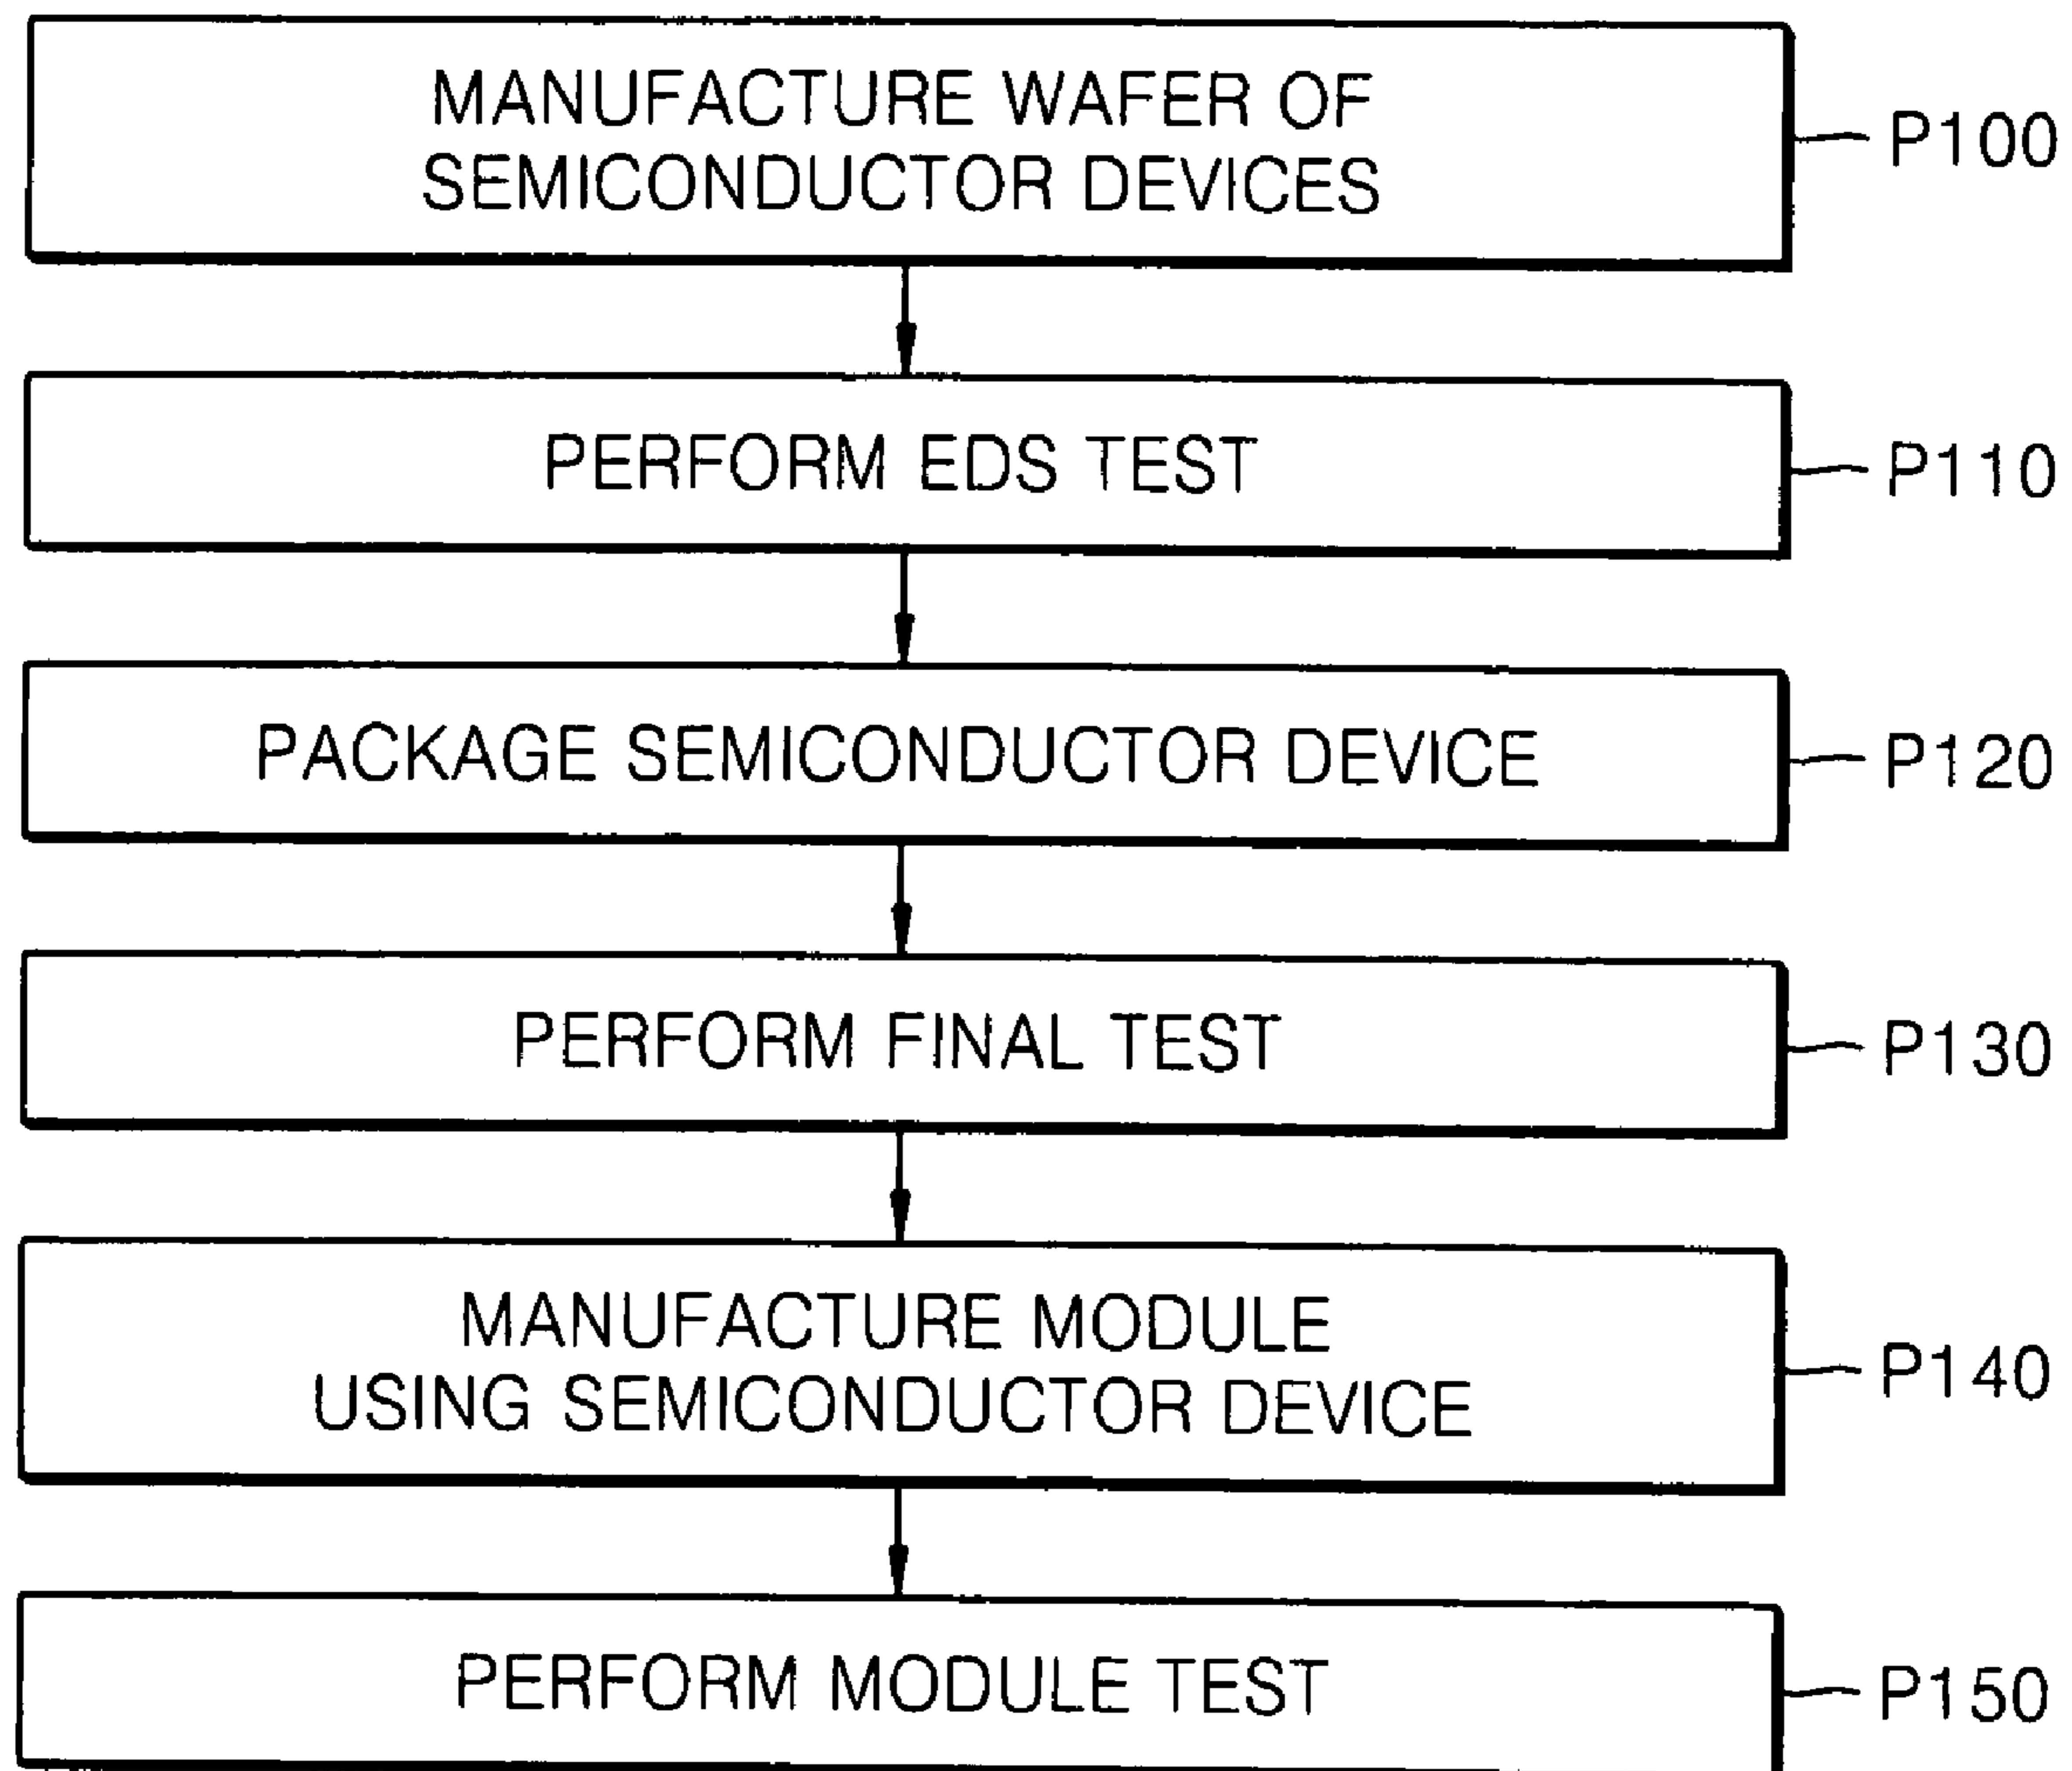 MANUFACTURE WAFER OF
SEMICONDUCTOR DEVICES
P100
PERFORM EDS TEST
P110
PACKAGE SEMICONDUCTOR DEVICE
P120
PERFORM FINAL TEST
P130
MANUFACTURE MODULE
USING SEMICONDUCTOR DEVICE
P140
PERFORM MODULE TEST
P150